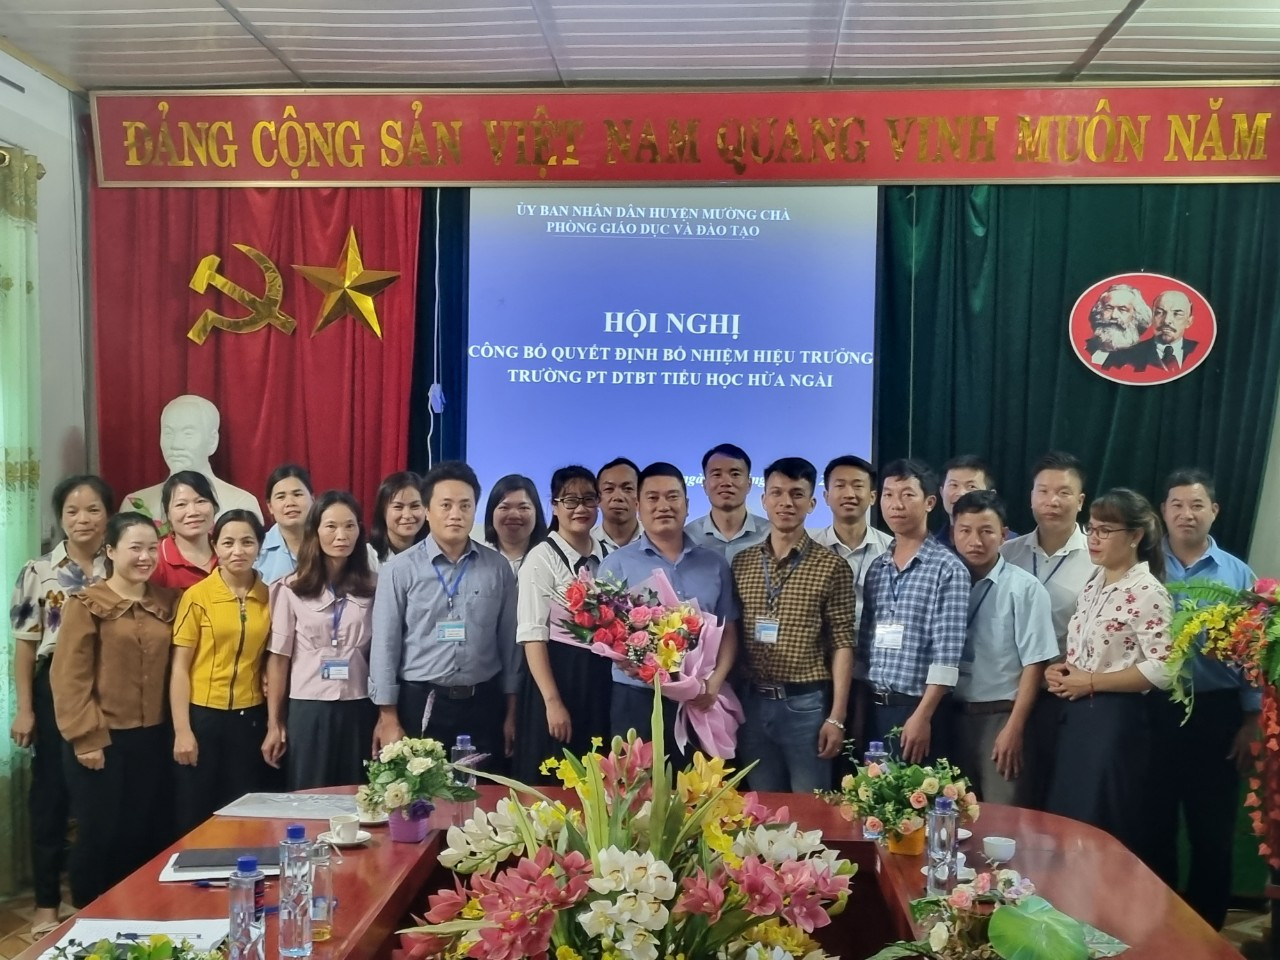 ĐẢNG CỘNG SẢN VIỆT NAM QUANG VINH MUÔN NĂM
ỦY BAN NHÂN DÂN HUYỆN MƯỜNG CHÀ
PHÒNG GIÁO DỤC VÀ ĐÀO TẠO
HỘI NGHỊ
CÔNG BỐ QUYẾT ĐỊNH BỔ NHIỆM HIỆU TRƯỞNG
TRƯỜNG PT DTBT TIỂU HỌC HỪA NGÀI